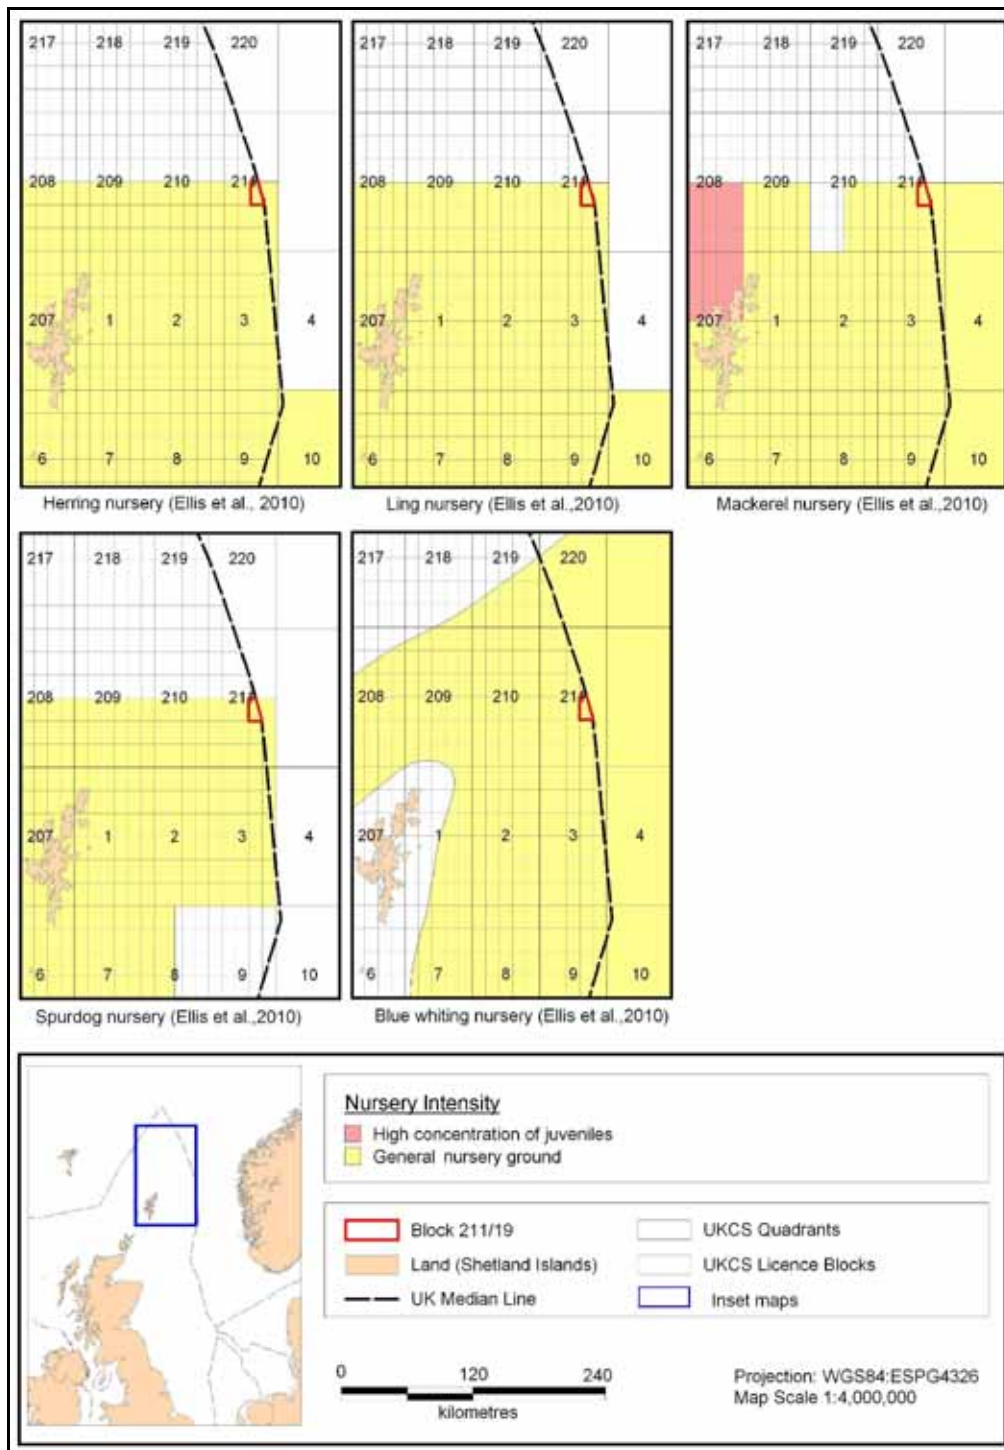 217 218 219 220
208 209 210 211
207 1 2 3 4
6 7 8 9 10
Herring nursery (Ellis et al., 2010)
217 218 219 220
208 209 210 211
207 1 2 3 4
6 7 8 9 10
Ling nursery (Ellis et al.,2010)
217 218 219 220
208 209 210 211
207 1 2 3 4
6 7 8 9 10
Mackerel nursery (Ellis et al.,2010)
217 218 219 220
208 209 210 211
207 1 2 3 4
6 7 8 9 10
Spurdog nursery (Ellis et al.,2010)
217 218 219 220
208 209 210 211
207 1 2 3 4
6 7 8 9 10
Blue whiting nursery (Ellis et al.,2010)
Nursery Intensity
High concentration of juveniles
General nursery ground
Block 211/19
Land (Shetland Islands)
UK Median Line
UKCS Quadrants
UKCS Licence Blocks
Inset maps
0 120 240
kilometres
Projection: WGS84:ESPG4326
Map Scale 1:4,000,000